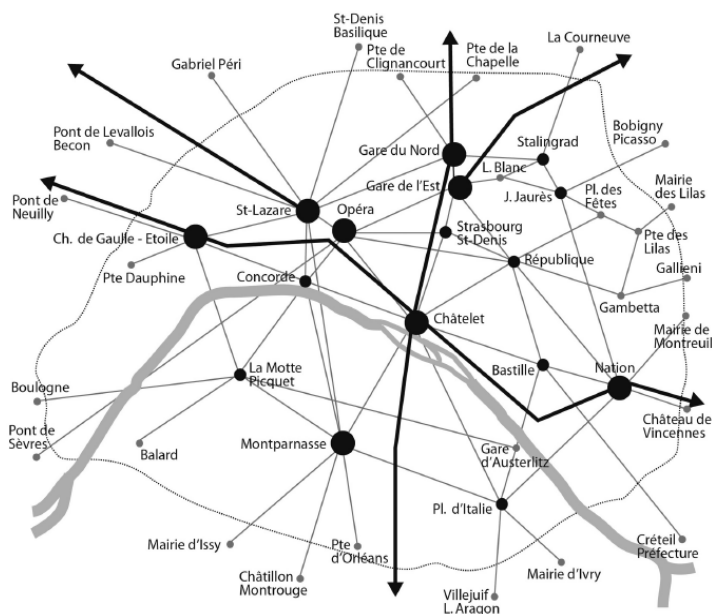 St-Denis
Basilique
Pte de
Clignancourt
Pte de la
Chapelle
La Courneuve
Gabriel Péri
Pont de Levallois
Becon
Gare du Nord
Stalingrad
Bobigny
Picasso
L. Blanc
Gare de l'Est
J. Jaurès
Pl. des
Fêtes
Mairie
des Lilas
Pont de
Neuilly
St-Lazare
Opéra
Ch. de Gaulle - Etoile
Strasbourg
St-Denis
Pte des
Lilas
Pte Dauphine
Concorde
République
Gallieni
Gambetta
Châtelet
Mairie de
Montreuil
La Motte
Picquet
Bastille
Nation
Boulogne
Pont de
Sèvres
Balard
Montparnasse
Gare
d'Austerlitz
Château de
Vincennes
Pl. d'Italie
Mairie d'Issy
Pte
d'Orléans
Créteil
Préfecture
Châtillon
Montrouge
Mairie d'Ivry
Villejuif
L. Aragon